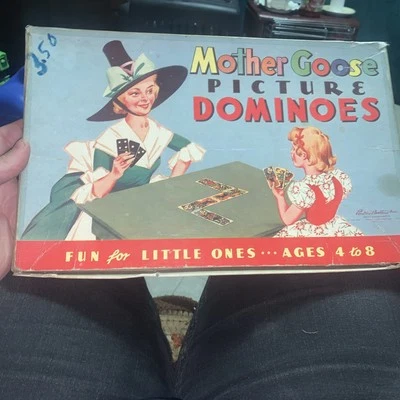 3.50
Mother Goose
PICTURE
DOMINOES
FUN for LITTLE ONES ... AGES 4 to 8